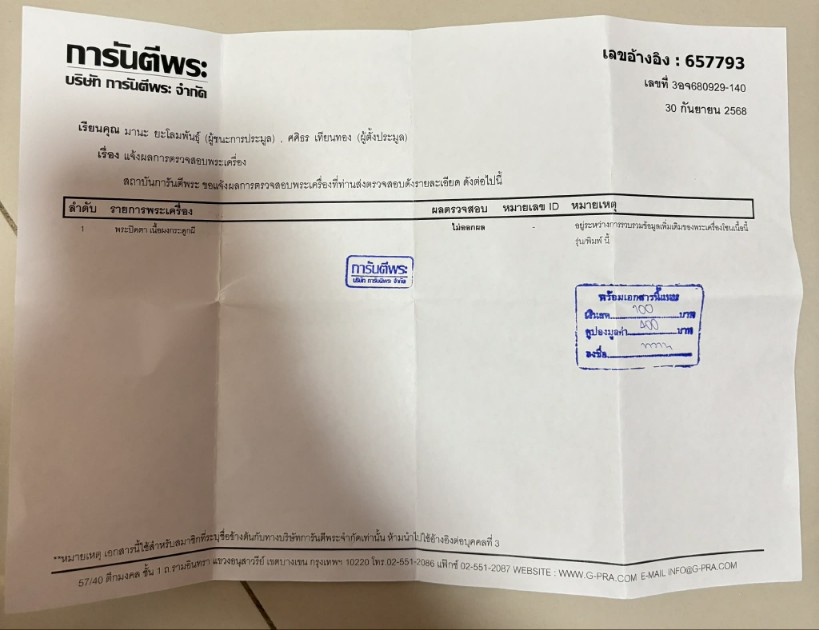 การันตีพระ
บริษัท การันตีพระ จำกัด
เลขอ้างอิง : 657793
เลขที่ 3อจ680929-140
30 กันยายน 2568
เรียนคุณ มานะ ยะโลมพันธุ์ (ผู้ชนะการประมูล) , ศศิธร เทียนทอง (ผู้ตั้งประมูล)
เรื่อง แจ้งผลการตรวจสอบพระเครื่อง
สถาบันการันตีพระ ขอแจ้งผลการตรวจสอบพระเครื่องที่ท่านส่งตรวจสอบดังรายละเอียด ดังต่อไปนี้
ลำดับ รายการพระเครื่อง ผลตรวจสอบ หมายเลข ID หมายเหตุ
1 พระปิดตา เนื้อผงกระดูกผี ไม่ออกผล - อยู่ระหว่างการรวบรวมข้อมูลเพิ่มเติมของพระเครื่องโซนเนื้อนี้
รุ่น/พิมพ์ นี้
การันตีพระ
บริษัท การันตีพระ จำกัด
พร้อมเอกสารนี้แนบ
เงินสด 100 บาท
คูปองมูลค่า 400 บาท
ลงชื่อ
**หมายเหตุ เอกสารนี้ใช้สำหรับสมาชิกที่ระบุชื่อข้างต้นกับทางบริษัทการันตีพระจำกัดเท่านั้น ห้ามนำไปใช้อ้างอิงต่อบุคคลที่ 3
57/40 ตึกมงคล ชั้น 1 ถ.รามอินทรา แขวงอนุสาวรีย์ เขตบางเขน กรุงเทพฯ 10220 โทร 02-551-2086 แฟ็กซ์ 02-551-2087 WEBSITE : WWW.G-PRA.COM E-MAIL INFO@G-PRA.COM